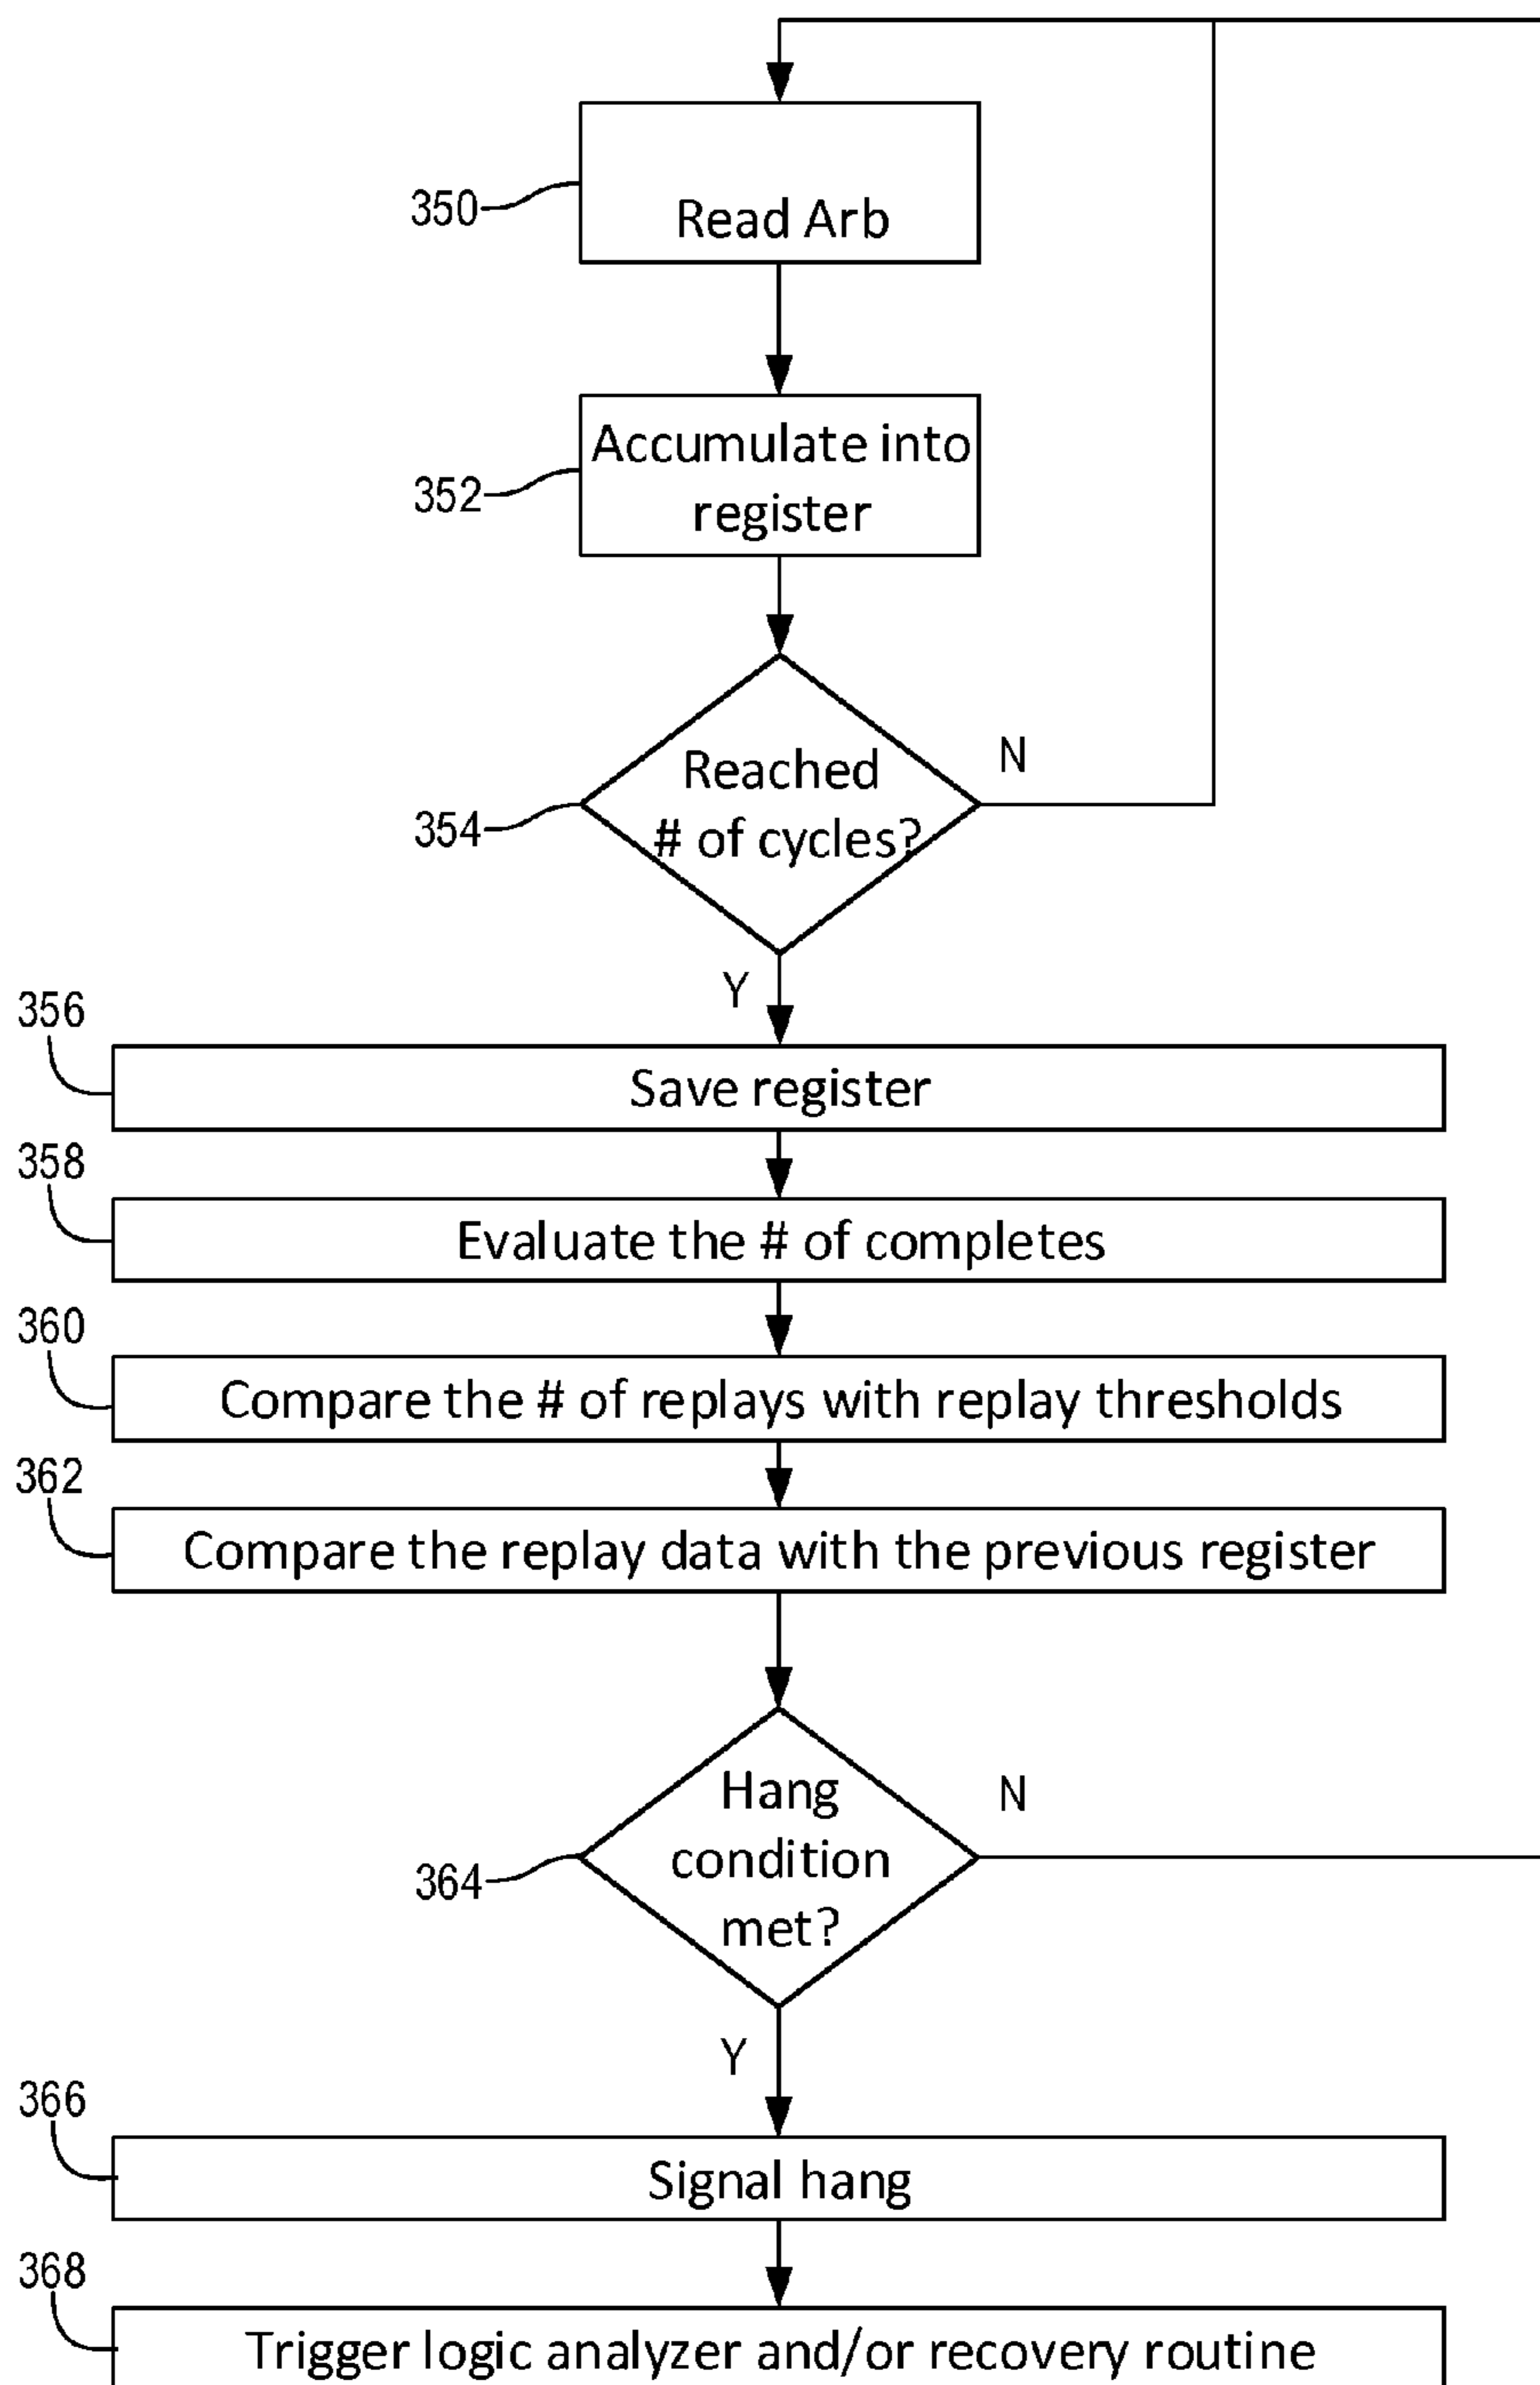 350
Read Arb
352
Accumulate into
register
354
Reached
# of cycles?
N
Y
356
Save register
358
Evaluate the # of completes
360
Compare the # of replays with replay thresholds
362
Compare the replay data with the previous register
364
Hang
condition
met?
N
Y
366
Signal hang
368
Trigger logic analyzer and/or recovery routine